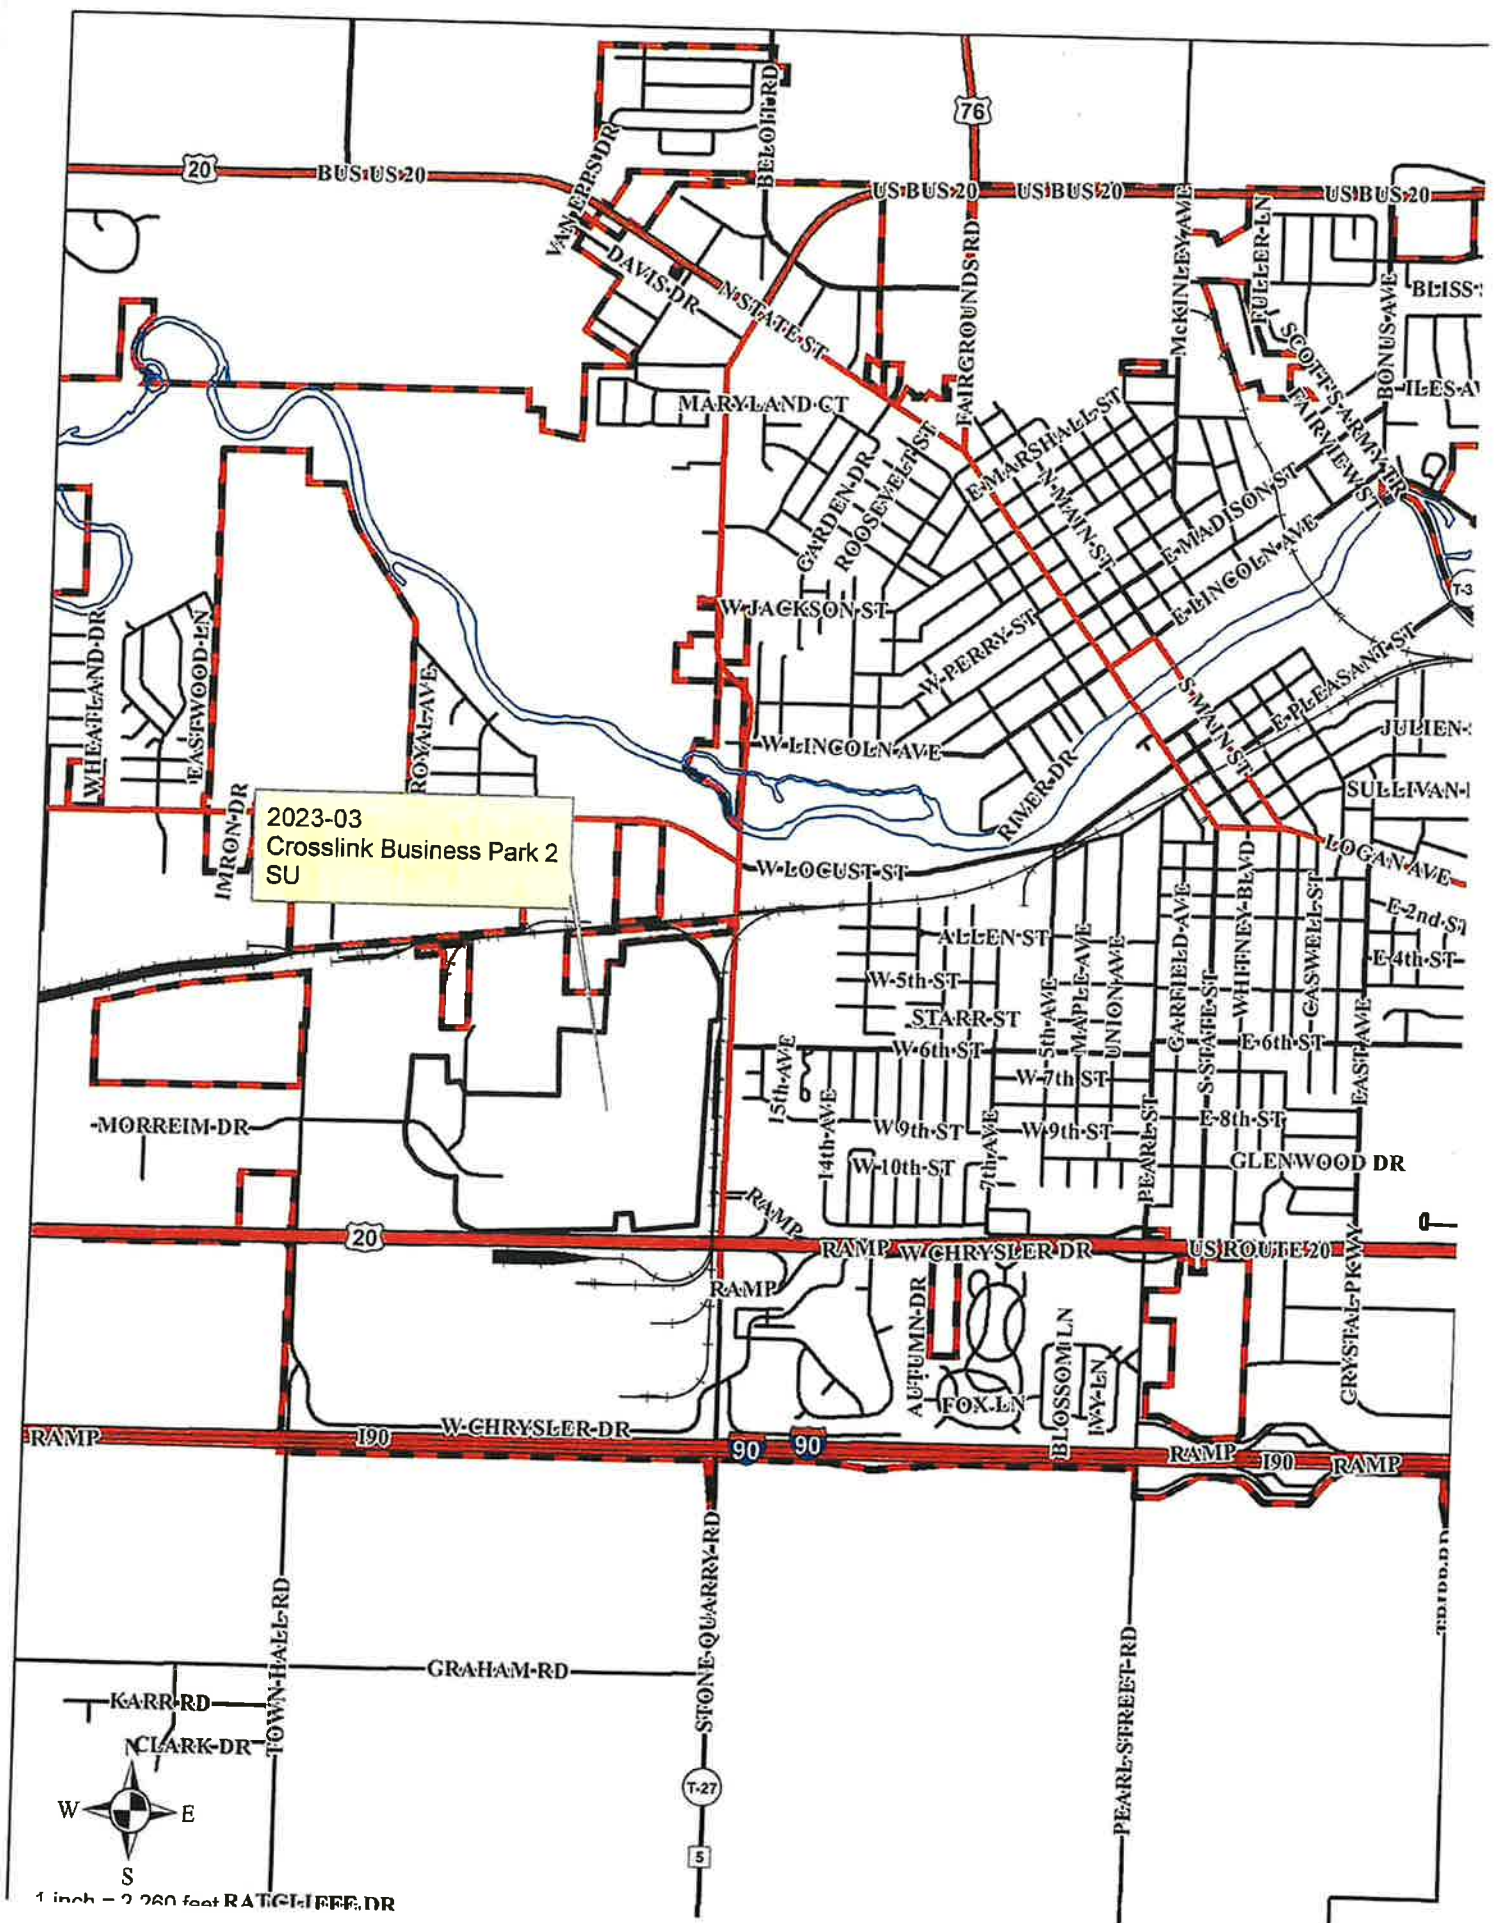 76
20
BUS US 20
US BUS 20
US BUS 20
US BUS 20
BELOIT RD
VAN EPPS DR
DAVIS DR
N STATE ST
FAIRGROUNDS RD
McKINLEY AVE
FULLER LN
BONUS AVE
BLISS
SCOTTS ARMY TR
ILES AV
FAIRVIEW ST
MARYLAND CT
GARDEN DR
ROOSEVELT ST
E MARSHALL ST
N MAIN ST
E MADISON ST
E LINCOLN AVE
T-3
W JACKSON ST
W PERRY ST
E PLEASANT ST
S MAIN ST
WHEATLAND DR
EASTWOOD LN
ROYAL AVE
W LINCOLN AVE
RIVER DR
JULIEN
SULLIVAN
IMRON DR
2023-03
Crosslink Business Park 2
SU
W LOCUST ST
LOGAN AVE
E 2nd ST
E 4th ST
ALLEN ST
W 5th ST
STARR ST
W 6th ST
E 6th ST
W 7th ST
5th AVE
MAPLE AVE
UNION AVE
GARFIELD AVE
S STATE ST
WHITNEY BLVD
CASWELL ST
EAST AVE
15th AVE
14th AVE
7th AVE
PEARL ST
MORREIM DR
W 9th ST
W 9th ST
E 8th ST
W 10th ST
GLENWOOD DR
RAMP
20
RAMP
W CHRYSLER DR
US ROUTE 20
RAMP
AUTUMN DR
FOX LN
BLOSSOM LN
IVY LN
CRYSTAL PKWY
RAMP
I90
W CHRYSLER DR
90
90
RAMP
I90
RAMP
TOWN HALL RD
STONE QUARRY RD
PEARL STREET RD
GRAHAM RD
KARR RD
CLARK DR
N
W
E
S
T-27
5
1 inch = 2,260 feet
RATCLIFFE DR